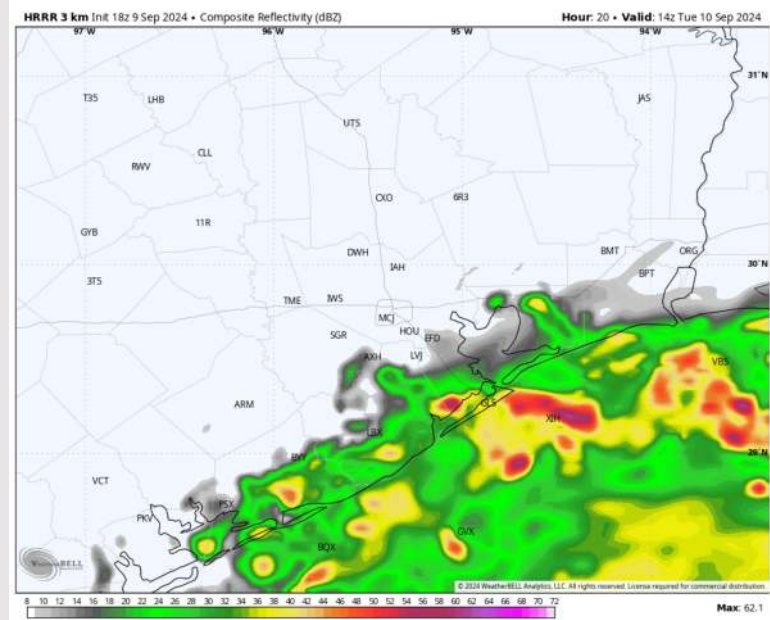 HRRR 3 km Init 18z 9 Sep 2024 • Composite Reflectivity (dBZ) Hour: 20 • Valid: 14z Tue 10 Sep 2024
97°W 96°W 95°W 94°W
31°N
T35 LHB JAS
UTS
CLL
RWV
CXO 6R3
11R
GYB
DWH BMT ORG
IAH 30°N
BPT
3T5
TME IWS
MCJ
SGR HOU EFD
AXH LVJ VBS
ARM GLS
XIH
LBX
BYY 29°N
VCT
PSX
PKV
GVX
BQX
WeatherBELL
© 2024 WeatherBELL Analytics, LLC. All rights reserved. License required for commercial distribution.
8 10 12 14 16 18 20 22 24 26 28 30 32 34 36 38 40 42 44 46 48 50 52 54 56 58 60 62 64 66 68 70 72 Max: 62.1